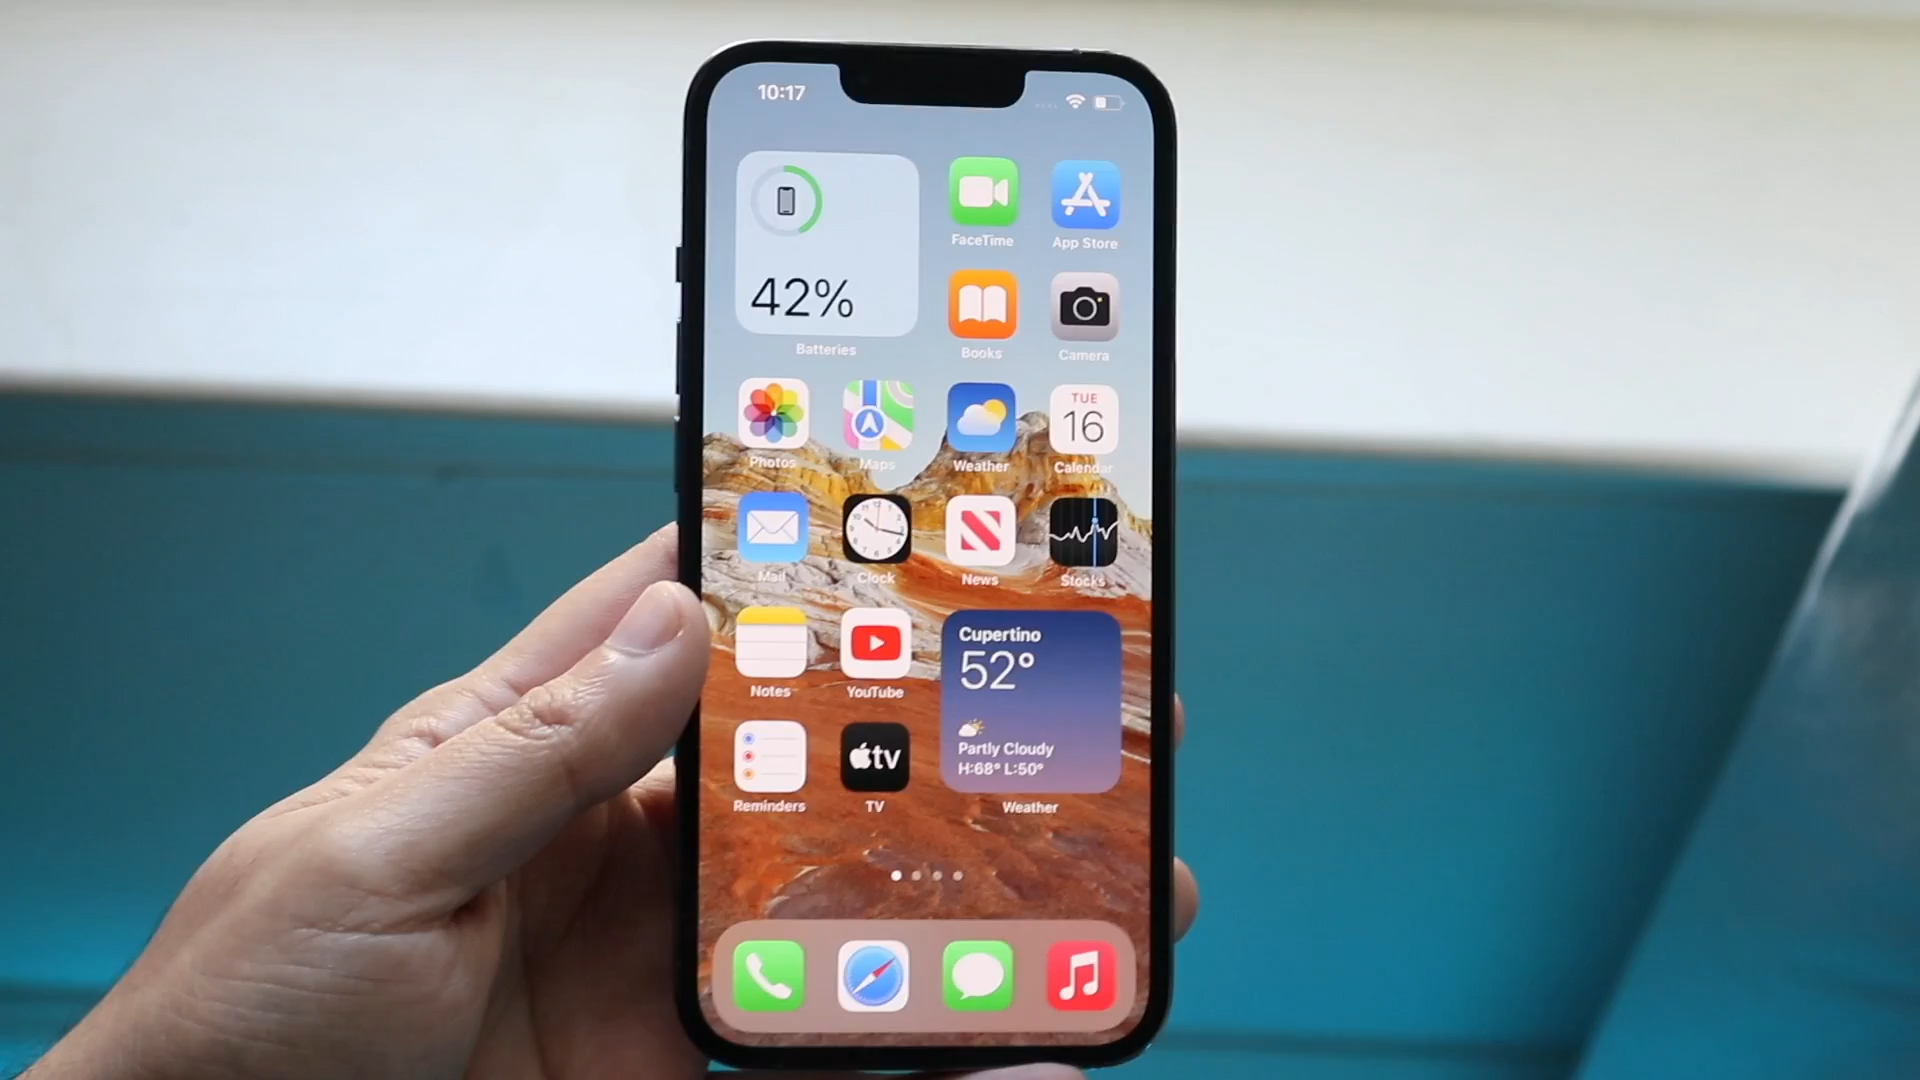 10:17
42%
Batteries
FaceTime
App Store
Books
Camera
TUE
16
Photos
Maps
Weather
Calendar
Mail
Clock
News
Stocks
Notes
YouTube
Cupertino
52°
Partly Cloudy
H:68° L:50°
Reminders
tv
TV
Weather